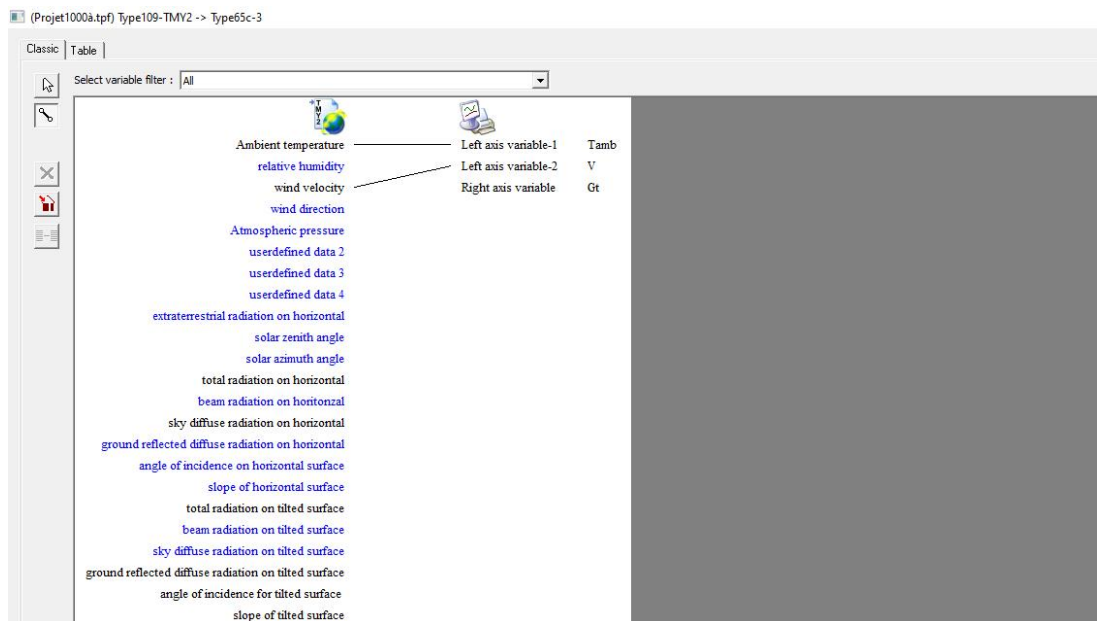 (Projet1000à.tpf) Type109-TMY2 -> Type65c-3
Classic Table
Select variable filter : All
TMY2
Ambient temperature Left axis variable-1 Tamb
relative humidity Left axis variable-2 V
wind velocity Right axis variable Gt
wind direction
Atmospheric pressure
userdefined data 2
userdefined data 3
userdefined data 4
extraterrestrial radiation on horizontal
solar zenith angle
solar azimuth angle
total radiation on horizontal
beam radiation on horitonzal
sky diffuse radiation on horizontal
ground reflected diffuse radiation on horizontal
angle of incidence on horizontal surface
slope of horizontal surface
total radiation on tilted surface
beam radiation on tilted surface
sky diffuse radiation on tilted surface
ground reflected diffuse radiation on tilted surface
angle of incidence for tilted surface
slope of tilted surface